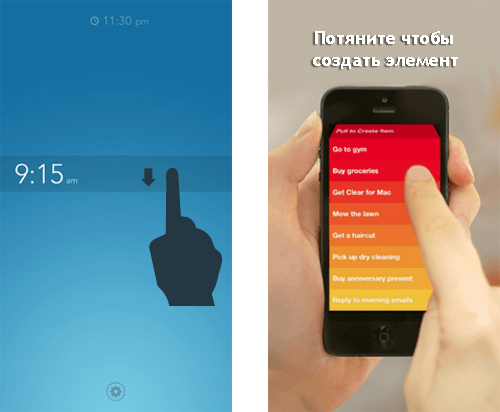 11:30 pm
9:15 am
Потяните чтобы
создать элемент
Pull to Create Item
Go to gym
Buy groceries
Get Clear for Mac
Mow the lawn
Get a haircut
Pick up dry cleaning
Buy anniversary present
Reply to morning emails